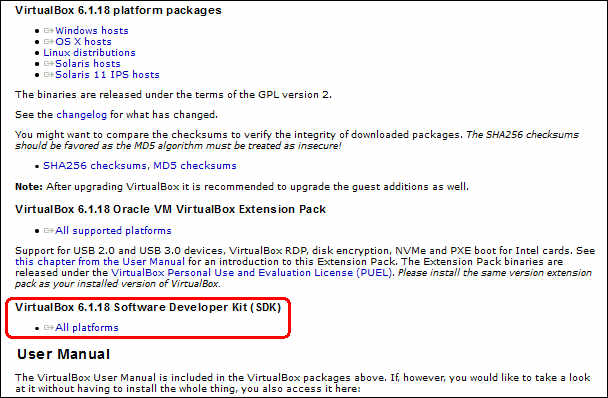 VirtualBox 6.1.18 platform packages
Windows hosts
OS X hosts
Linux distributions
Solaris hosts
Solaris 11 IPS hosts
The binaries are released under the terms of the GPL version 2.
See the changelog for what has changed.
You might want to compare the checksums to verify the integrity of downloaded packages. The SHA256 checksums
should be favored as the MD5 algorithm must be treated as insecure!
SHA256 checksums, MD5 checksums
Note: After upgrading VirtualBox it is recommended to upgrade the guest additions as well.
VirtualBox 6.1.18 Oracle VM VirtualBox Extension Pack
All supported platforms
Support for USB 2.0 and USB 3.0 devices, VirtualBox RDP, disk encryption, NVMe and PXE boot for Intel cards. See
this chapter from the User Manual for an introduction to this Extension Pack. The Extension Pack binaries are
released under the VirtualBox Personal Use and Evaluation License (PUEL). Please install the same version extension
pack as your installed version of VirtualBox.
VirtualBox 6.1.18 Software Developer Kit (SDK)
All platforms
User Manual
The VirtualBox User Manual is included in the VirtualBox packages above. If, however, you would like to take a look
at it without having to install the whole thing, you also access it here: